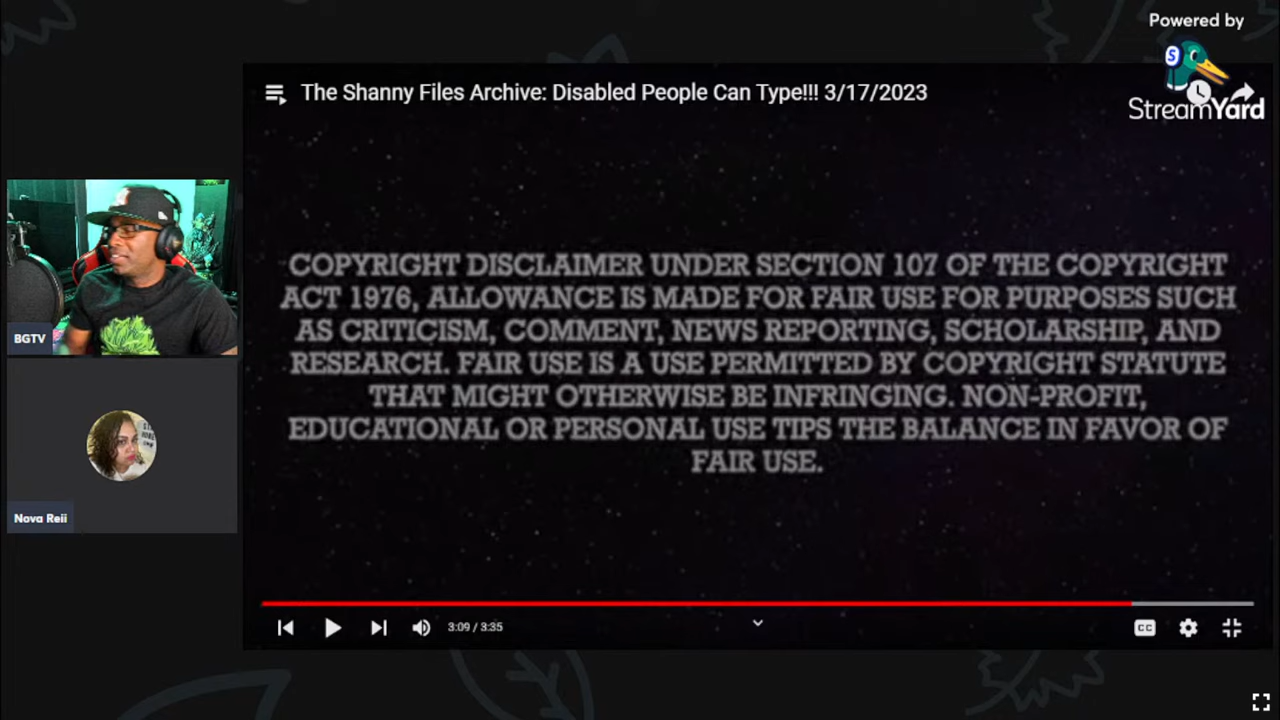 Powered by
StreamYard
The Shanny Files Archive: Disabled People Can Type!!! 3/17/2023
COPYRIGHT DISCLAIMER UNDER SECTION 107 OF THE COPYRIGHT
ACT 1976, ALLOWANCE IS MADE FOR FAIR USE FOR PURPOSES SUCH
AS CRITICISM, COMMENT, NEWS REPORTING, SCHOLARSHIP, AND
RESEARCH. FAIR USE IS A USE PERMITTED BY COPYRIGHT STATUTE
THAT MIGHT OTHERWISE BE INFRINGING. NON-PROFIT,
EDUCATIONAL OR PERSONAL USE TIPS THE BALANCE IN FAVOR OF
FAIR USE.
BGTV
Nova Reii
3:09 / 3:35
CC